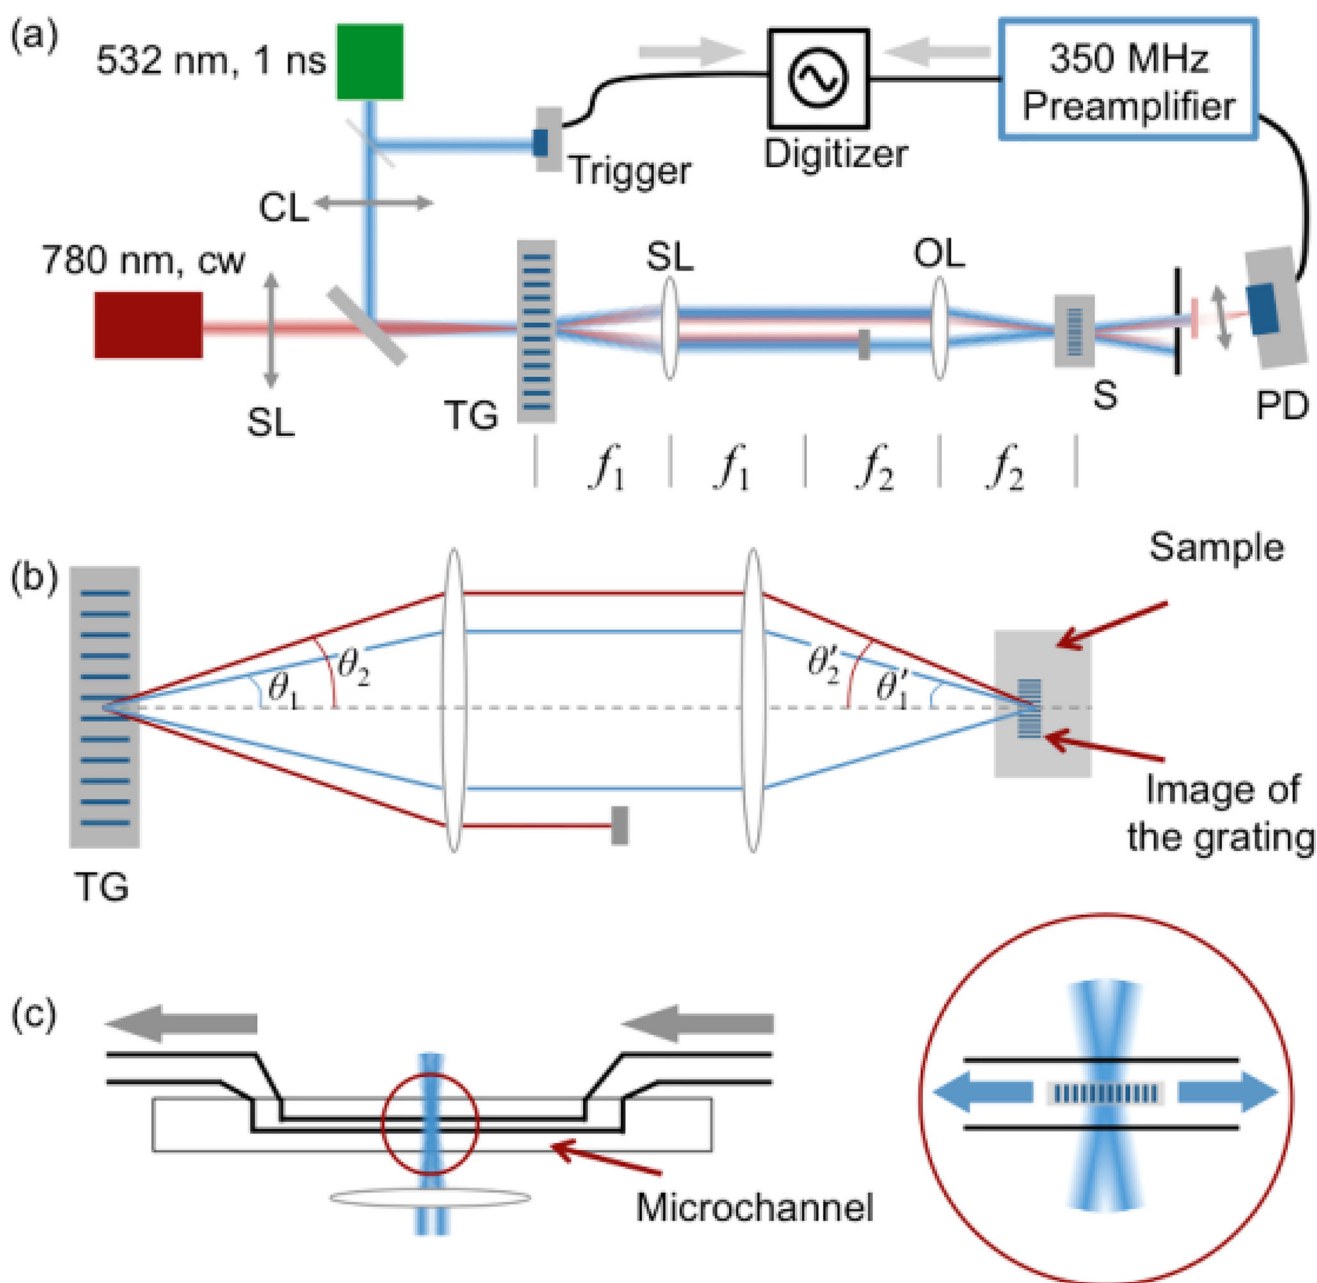 (a)
532 nm, 1 ns
350 MHz
Preamplifier
Digitizer
Trigger
CL
780 nm, cw
SL
OL
SL
TG
S
PD
f₁
f₁
f₂
f₂
(b)
Sample
θ₂
θ₁
θ′₂
θ′₁
Image of
the grating
TG
(c)
Microchannel